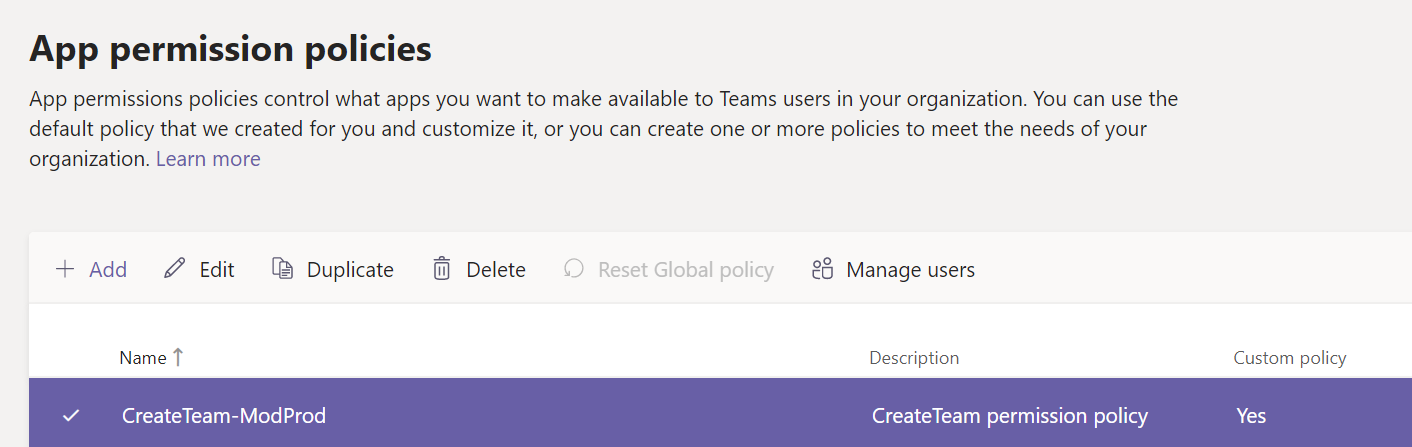 App permission policies
App permissions policies control what apps you want to make available to Teams users in your organization. You can use the
default policy that we created for you and customize it, or you can create one or more policies to meet the needs of your
organization. Learn more
Add Edit Duplicate Delete Reset Global policy Manage users
Name ↑ Description Custom policy
CreateTeam-ModProd CreateTeam permission policy Yes